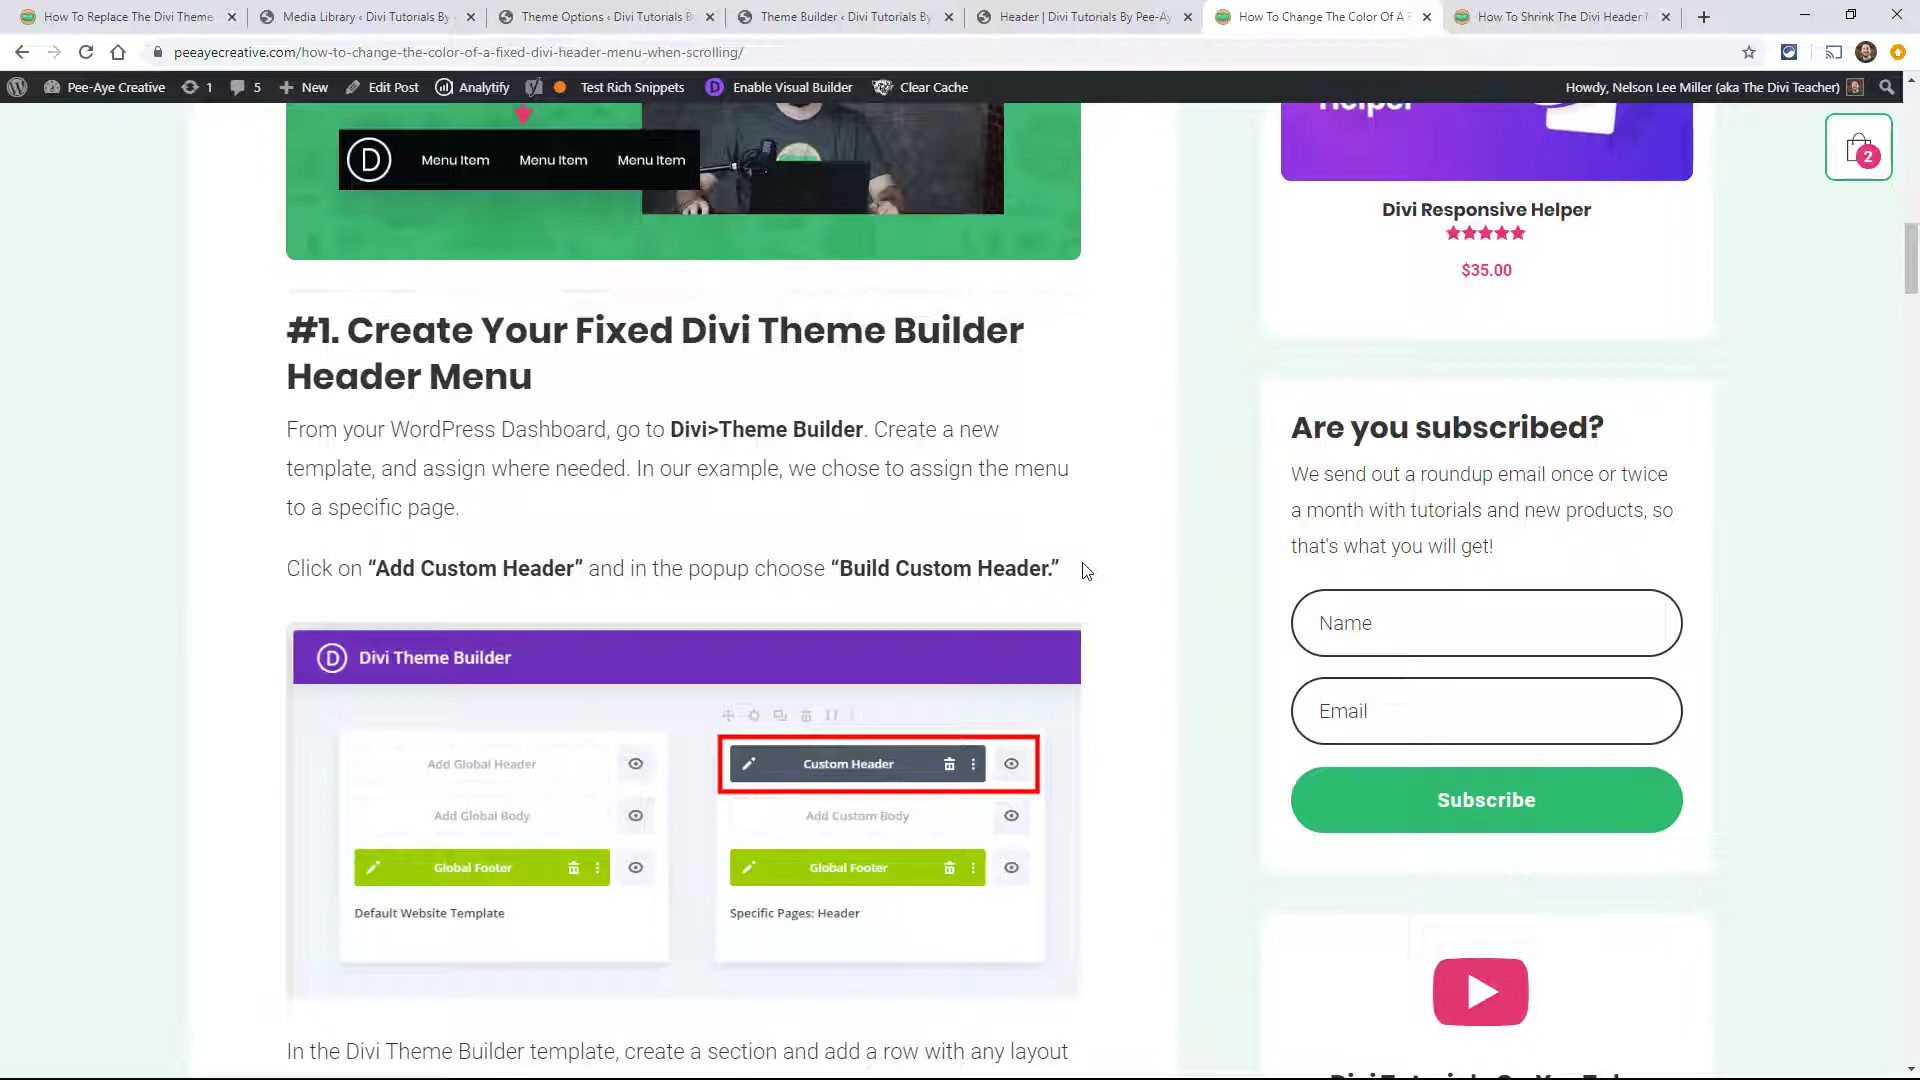 How To Replace The Divi Theme
Media Library ‹ Divi Tutorials By
Theme Options ‹ Divi Tutorials B
Theme Builder ‹ Divi Tutorials By
Header | Divi Tutorials By Pee-Ay
How To Change The Color Of A F
How To Shrink The Divi Header
peeayecreative.com/how-to-change-the-color-of-a-fixed-divi-header-menu-when-scrolling/
Pee-Aye Creative
1
5
New
Edit Post
Analytify
Test Rich Snippets
Enable Visual Builder
Clear Cache
Howdy, Nelson Lee Miller (aka The Divi Teacher)
D Menu Item Menu Item Menu Item
Helper
2
Divi Responsive Helper
$35.00
#1. Create Your Fixed Divi Theme Builder
Header Menu
From your WordPress Dashboard, go to Divi>Theme Builder. Create a new
template, and assign where needed. In our example, we chose to assign the menu
to a specific page.
Click on “Add Custom Header” and in the popup choose “Build Custom Header.”
D Divi Theme Builder
Add Global Header
Custom Header
Add Global Body
Add Custom Body
Global Footer
Global Footer
Default Website Template
Specific Pages: Header
In the Divi Theme Builder template, create a section and add a row with any layout
Are you subscribed?
We send out a roundup email once or twice
a month with tutorials and new products, so
that's what you will get!
Name
Email
Subscribe